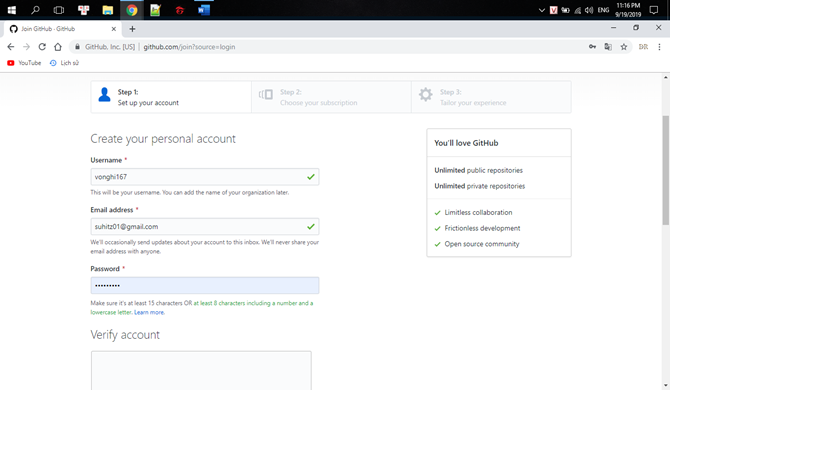 11:16 PM
ENG
9/19/2019
Join GitHub · GitHub
GitHub, Inc. [US] | github.com/join?source=login
YouTube
Lịch sử
Step 1:
Set up your account
Step 2:
Choose your subscription
Step 3:
Tailor your experience
Create your personal account
Username *
vonghi167
This will be your username. You can add the name of your organization later.
Email address *
suhitz01@gmail.com
We'll occasionally send updates about your account to this inbox. We'll never share your
email address with anyone.
Password *
•••••••••
Make sure it's at least 15 characters OR at least 8 characters including a number and a
lowercase letter. Learn more.
Verify account
You'll love GitHub
Unlimited public repositories
Unlimited private repositories
Limitless collaboration
Frictionless development
Open source community